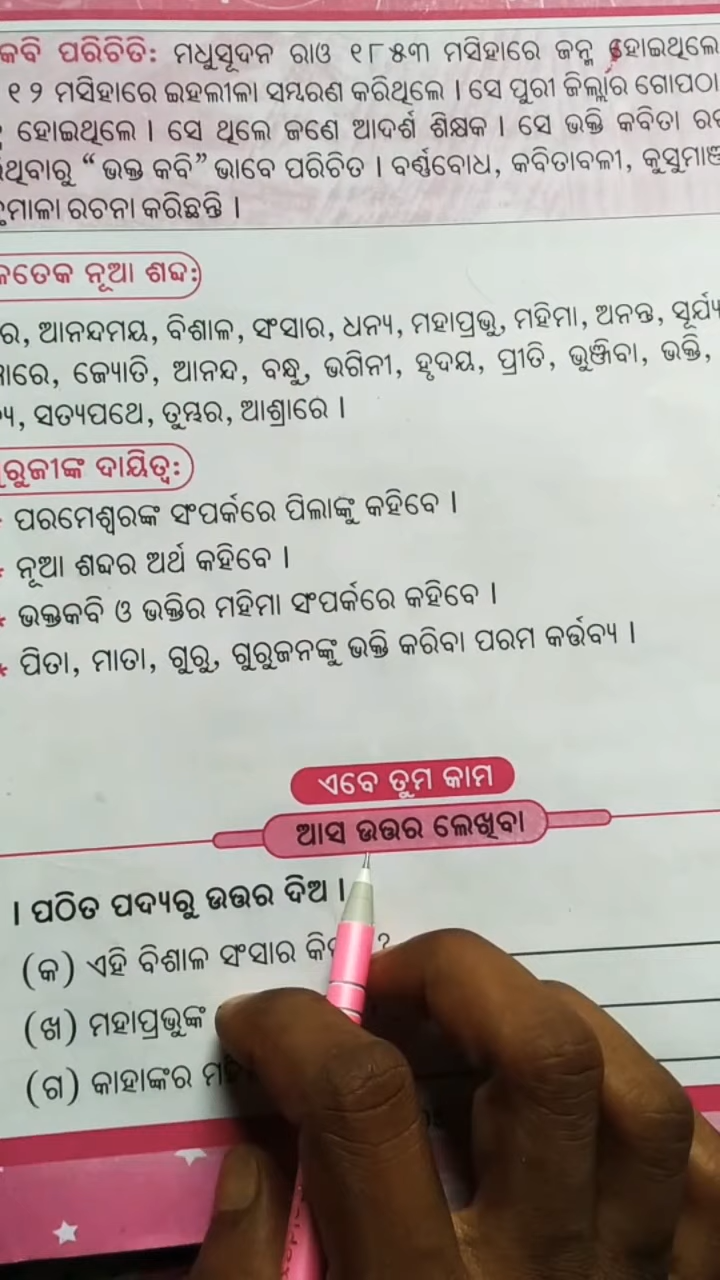 କବି ପରିଚିତି: ମଧୁସୂଦନ ରାଓ ୧୮୫୩ ମସିହାରେ ଜନ୍ମ ହୋଇଥିଲେ
୧୨ ମସିହାରେ ଇହଲୀଳା ସମ୍ବରଣ କରିଥିଲେ । ସେ ପୁରୀ ଜିଲ୍ଲାର ଗୋପଠା
ହୋଇଥିଲେ । ସେ ଥିଲେ ଜଣେ ଆଦର୍ଶ ଶିକ୍ଷକ । ସେ ଭକ୍ତି କବିତା
ଥିବାରୁ “ ଭକ୍ତ କବି” ଭାବେ ପରିଚିତ । ବର୍ଣ୍ଣବୋଧ, କବିତାବଳୀ, କୁସୁମାଞ୍ଜ
ମାଳା ରଚନା କରିଛନ୍ତି ।
କତେକ ନୂଆ ଶବ୍ଦ:
ର, ଆନନ୍ଦମୟ, ବିଶାଳ, ସଂସାର, ଧନ୍ୟ, ମହାପ୍ରଭୁ, ମହିମା, ଅନନ୍ତ, ସୂର୍ଯ୍ୟ
ାରେ, ଜ୍ୟୋତି, ଆନନ୍ଦ, ବନ୍ଧୁ, ଭଗିନୀ, ହୃଦୟ, ପ୍ରୀତି, ଭୁଞ୍ଜିବା, ଭକ୍ତି,
ସତ୍ୟପଥେ, ତୁମ୍ଭର, ଆଶ୍ରାରେ ।
ଗୁରୁଜୀଙ୍କ ଦାୟିତ୍ୱ:
* ପରମେଶ୍ୱରଙ୍କ ସଂପର୍କରେ ପିଲାଙ୍କୁ କହିବେ ।
* ନୂଆ ଶବ୍ଦର ଅର୍ଥ କହିବେ ।
* ଭକ୍ତକବି ଓ ଭକ୍ତିର ମହିମା ସଂପର୍କରେ କହିବେ ।
* ପିତା, ମାତା, ଗୁରୁ, ଗୁରୁଜନଙ୍କୁ ଭକ୍ତି କରିବା ପରମ କର୍ତ୍ତବ୍ୟ ।
ଏବେ ତୁମ କାମ
ଆସ ଉତ୍ତର ଲେଖିବା
। ପଠିତ ପଦ୍ୟରୁ ଉତ୍ତର ଦିଅ ।
(କ) ଏହି ବିଶାଳ ସଂସାର ?
(ଖ) ମହାପ୍ରଭୁଙ୍କ
(ଗ) କାହାଙ୍କର